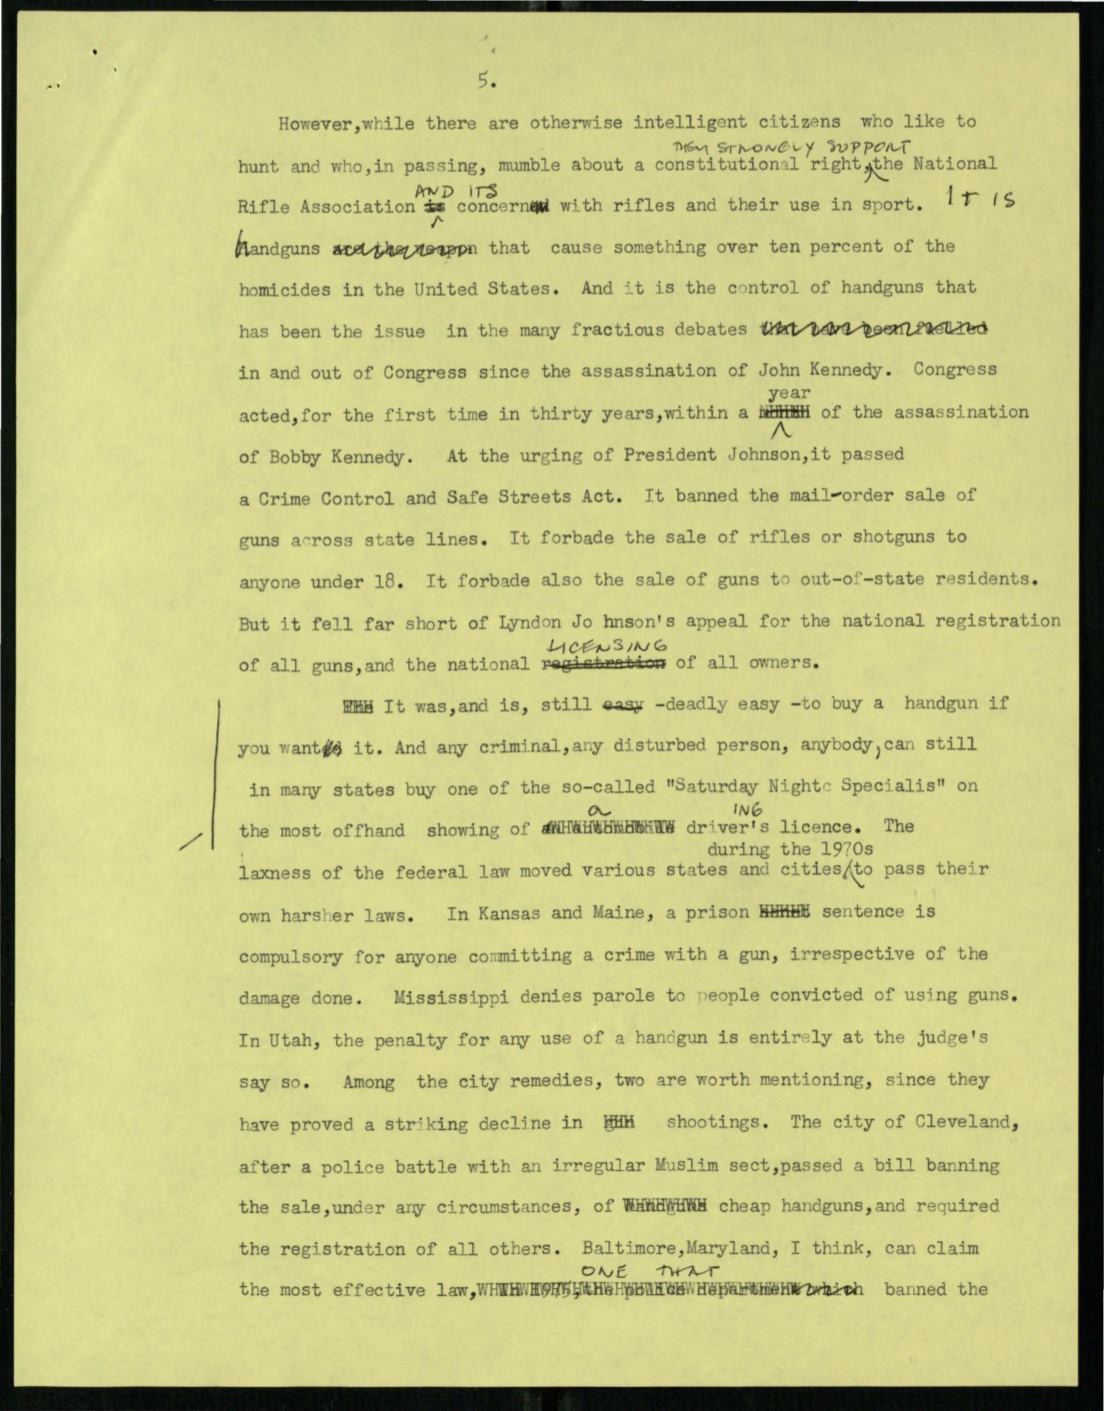 5.
However,while there are otherwise intelligent citizens who like to
THEY STRONGLY SUPPORT
hunt and who,in passing, mumble about a constitutional right, the National
AND ITS
Rifle Association is concern with rifles and their use in sport. IT IS
handguns are the weapon that cause something over ten percent of the
homicides in the United States. And it is the control of handguns that
has been the issue in the many fractious debates that have been
in and out of Congress since the assassination of John Kennedy. Congress
year
acted,for the first time in thirty years,within a of the assassination
of Bobby Kennedy. At the urging of President Johnson,it passed
a Crime Control and Safe Streets Act. It banned the mail-order sale of
guns across state lines. It forbade the sale of rifles or shotguns to
anyone under 18. It forbade also the sale of guns to out-of-state residents.
But it fell far short of Lyndon Jo hnson's appeal for the national registration
LICENSING
of all guns,and the national registration of all owners.
It was,and is, still easy -deadly easy -to buy a handgun if
you want it. And any criminal,any disturbed person, anybody,can still
in many states buy one of the so-called "Saturday Nightc Specialis" on
a ING
the most offhand showing of driver's licence. The
during the 1970s
laxness of the federal law moved various states and cities to pass their
own harsher laws. In Kansas and Maine, a prison sentence is
compulsory for anyone committing a crime with a gun, irrespective of the
damage done. Mississippi denies parole to people convicted of using guns.
In Utah, the penalty for any use of a handgun is entirely at the judge's
say so. Among the city remedies, two are worth mentioning, since they
have proved a striking decline in shootings. The city of Cleveland,
after a police battle with an irregular Muslim sect,passed a bill banning
the sale,under any circumstances, of cheap handguns,and required
the registration of all others. Baltimore,Maryland, I think, can claim
ONE THAT
the most effective law, the police department which banned the